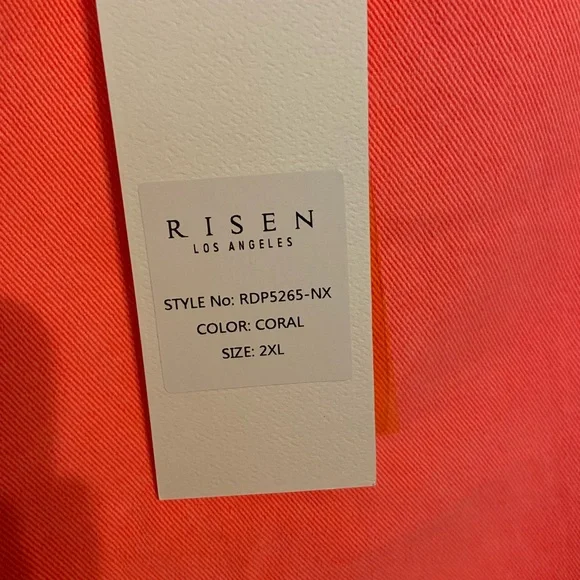 RISEN
LOS ANGELES
STYLE No: RDP5265-NX
COLOR: CORAL
SIZE: 2XL